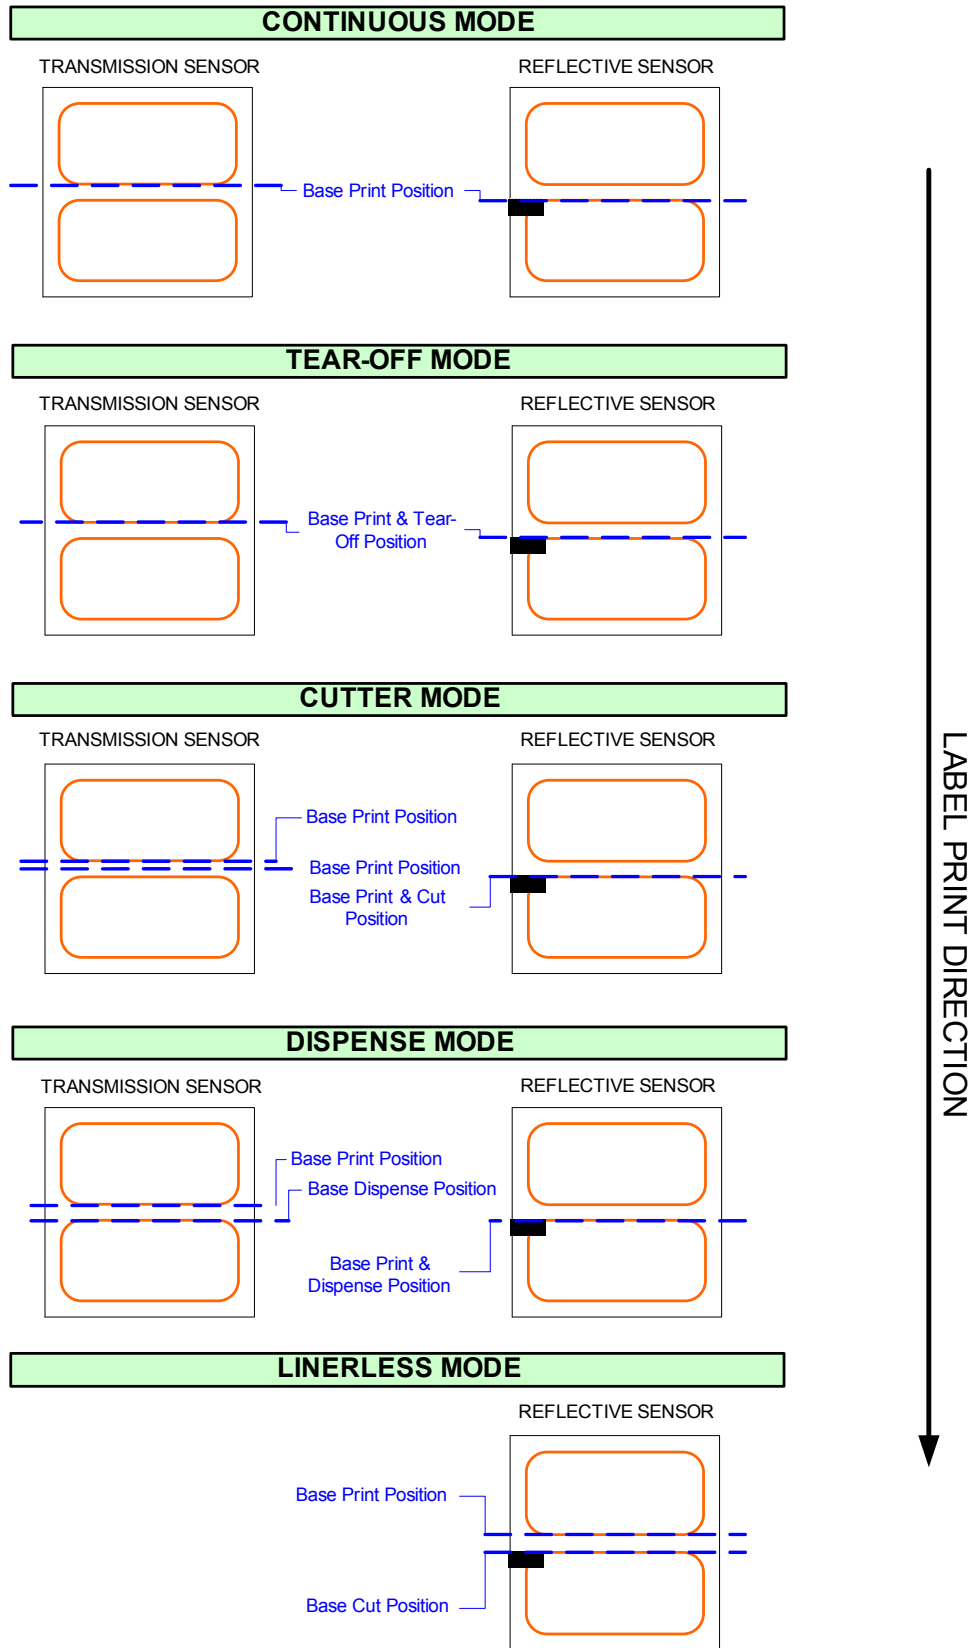 CONTINUOUS MODE
TRANSMISSION SENSOR
REFLECTIVE SENSOR
Base Print Position
TEAR-OFF MODE
TRANSMISSION SENSOR
REFLECTIVE SENSOR
Base Print & Tear-
Off Position
CUTTER MODE
TRANSMISSION SENSOR
REFLECTIVE SENSOR
Base Print Position
Base Print Position
Base Print & Cut
Position
DISPENSE MODE
TRANSMISSION SENSOR
REFLECTIVE SENSOR
Base Print Position
Base Dispense Position
Base Print &
Dispense Position
LINERLESS MODE
REFLECTIVE SENSOR
Base Print Position
Base Cut Position
LABEL PRINT DIRECTION